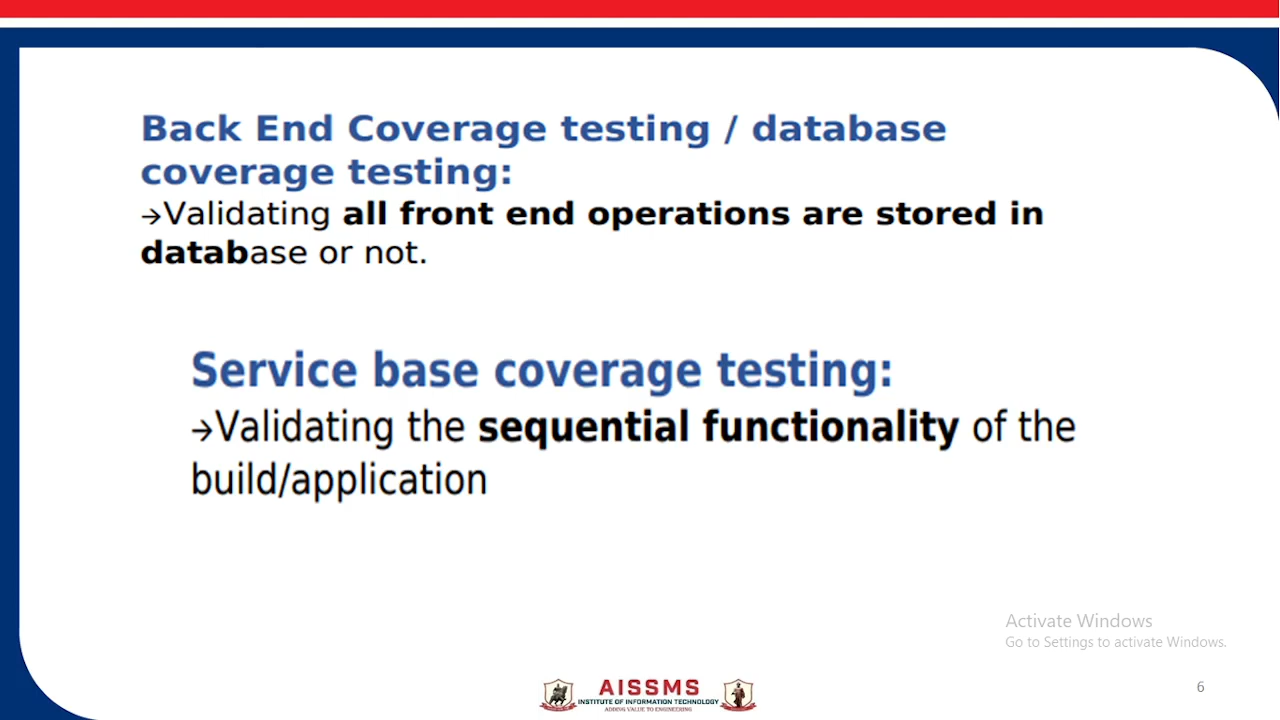 Back End Coverage testing / database
coverage testing:
→Validating all front end operations are stored in
database or not.
Service base coverage testing:
→Validating the sequential functionality of the
build/application
Activate Windows
Go to Settings to activate Windows.
AISSMS
INSTITUTE OF INFORMATION TECHNOLOGY
ADDING VALUE TO ENGINEERING
6